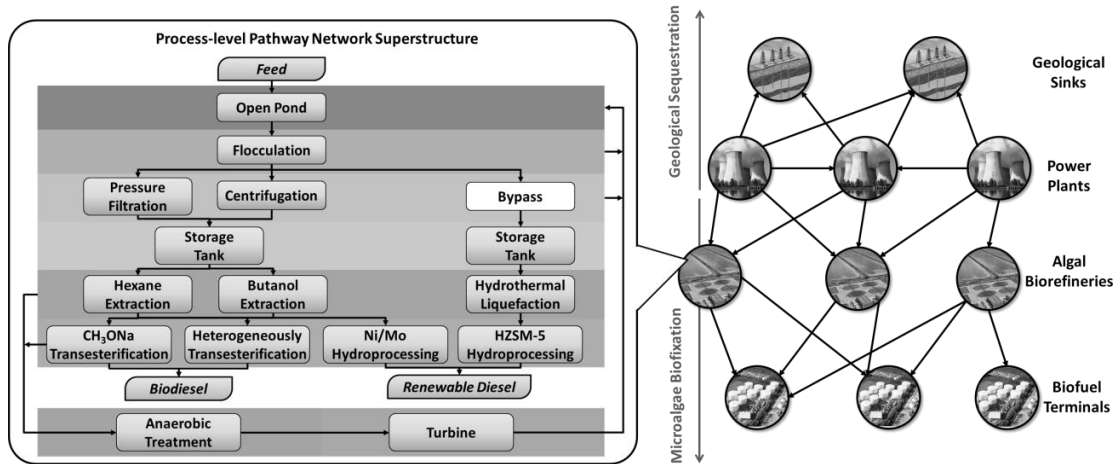 Process-level Pathway Network Superstructure
Feed
Open Pond
Flocculation
Pressure
Filtration
Centrifugation
Bypass
Storage
Tank
Storage
Tank
Hexane
Extraction
Butanol
Extraction
Hydrothermal
Liquefaction
CH₃ONa
Transesterification
Heterogeneously
Transesterification
Ni/Mo
Hydroprocessing
HZSM-5
Hydroprocessing
Biodiesel
Renewable Diesel
Anaerobic
Treatment
Turbine
Geological Sequestration
Microalgae Biofixation
Geological
Sinks
Power
Plants
Algal
Biorefineries
Biofuel
Terminals